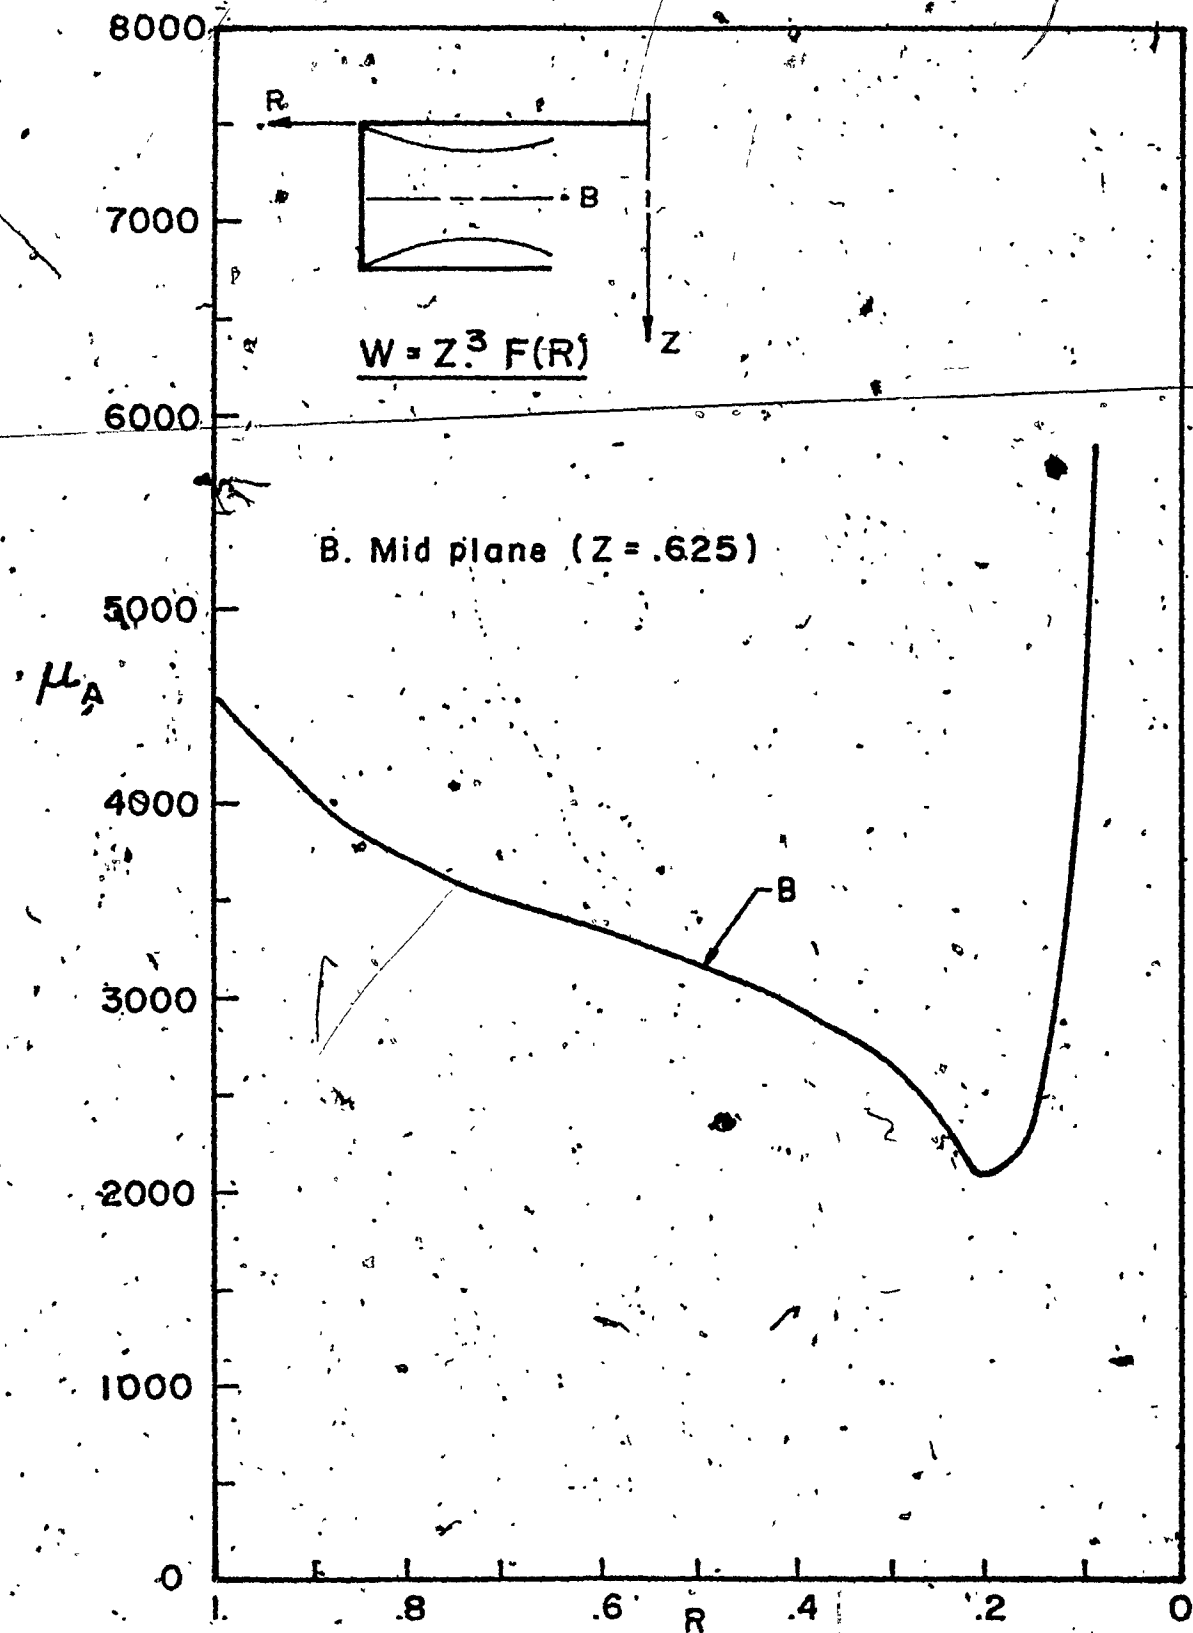 8000
R
B
7000
Z
W = Z³ F(R)
6000
B. Mid plane (Z = .625)
5000
μA
4000
B
3000
2000
1000
0
1. .8 .6 R .4 .2 0